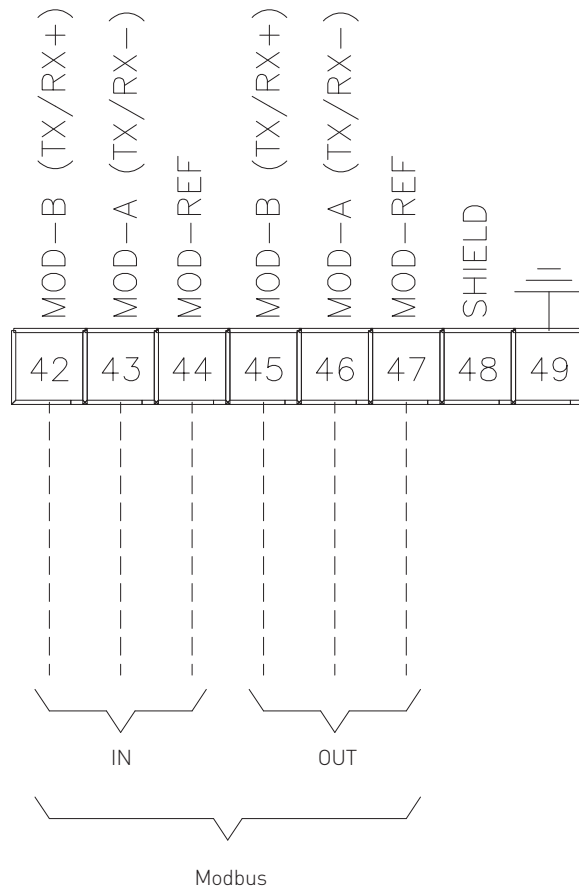 MOD-B (TX/RX+)
MOD-A (TX/RX-)
MOD-REF
MOD-B (TX/RX+)
MOD-A (TX/RX-)
MOD-REF
SHIELD
42 43 44 45 46 47 48 49
IN OUT
Modbus